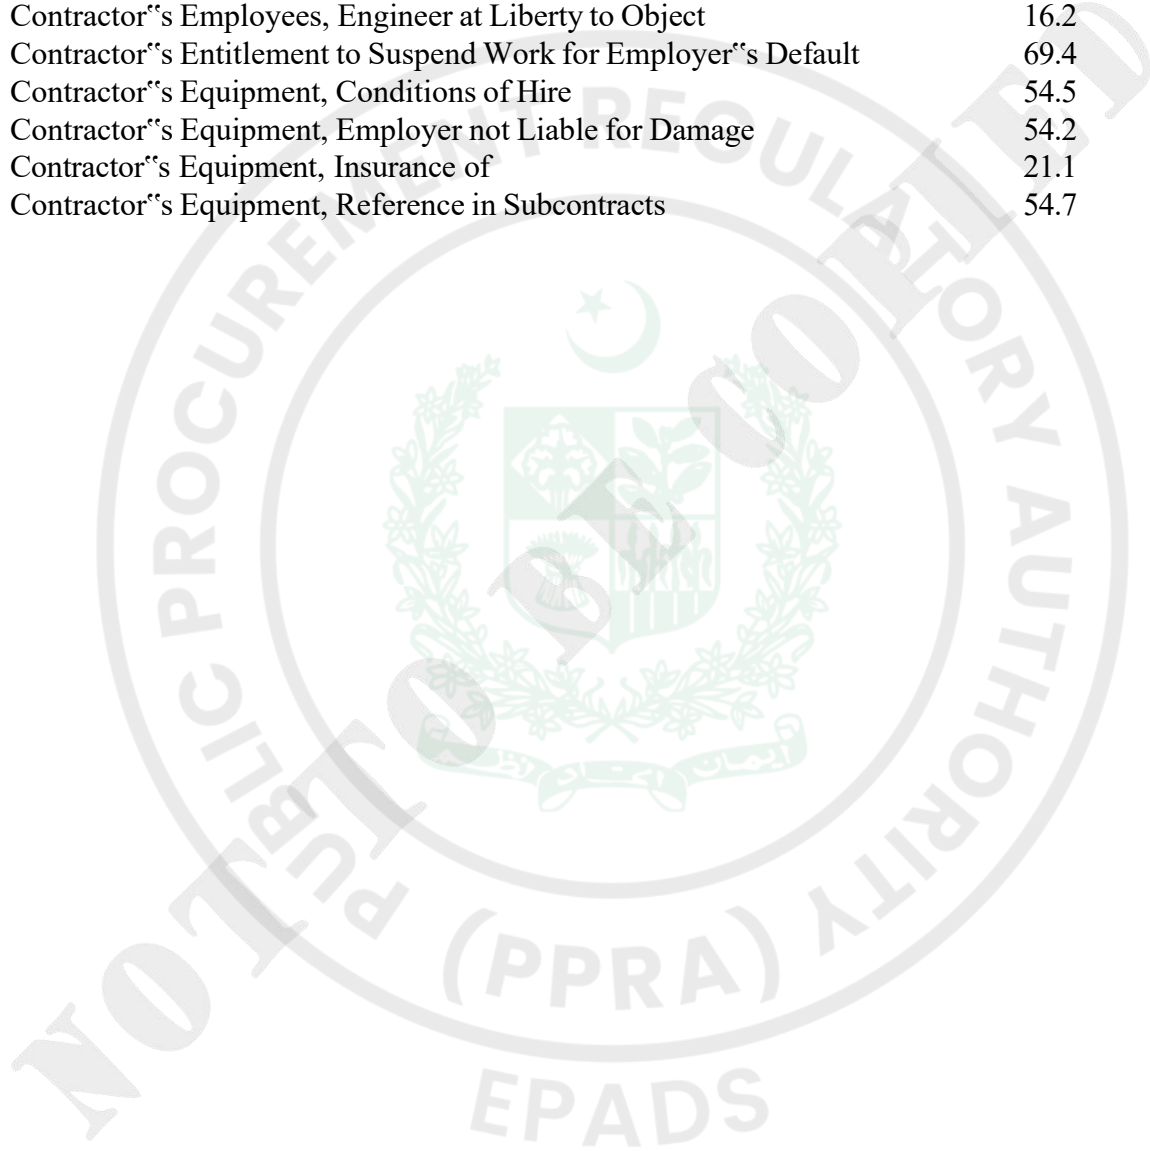 Contractor‟s Employees, Engineer at Liberty to Object 16.2
Contractor‟s Entitlement to Suspend Work for Employer‟s Default 69.4
Contractor‟s Equipment, Conditions of Hire 54.5
Contractor‟s Equipment, Employer not Liable for Damage 54.2
Contractor‟s Equipment, Insurance of 21.1
Contractor‟s Equipment, Reference in Subcontracts 54.7
PUBLIC PROCUREMENT REGULATORY AUTHORITY
NOT TO BE COPIED
(PPRA)
EPADS